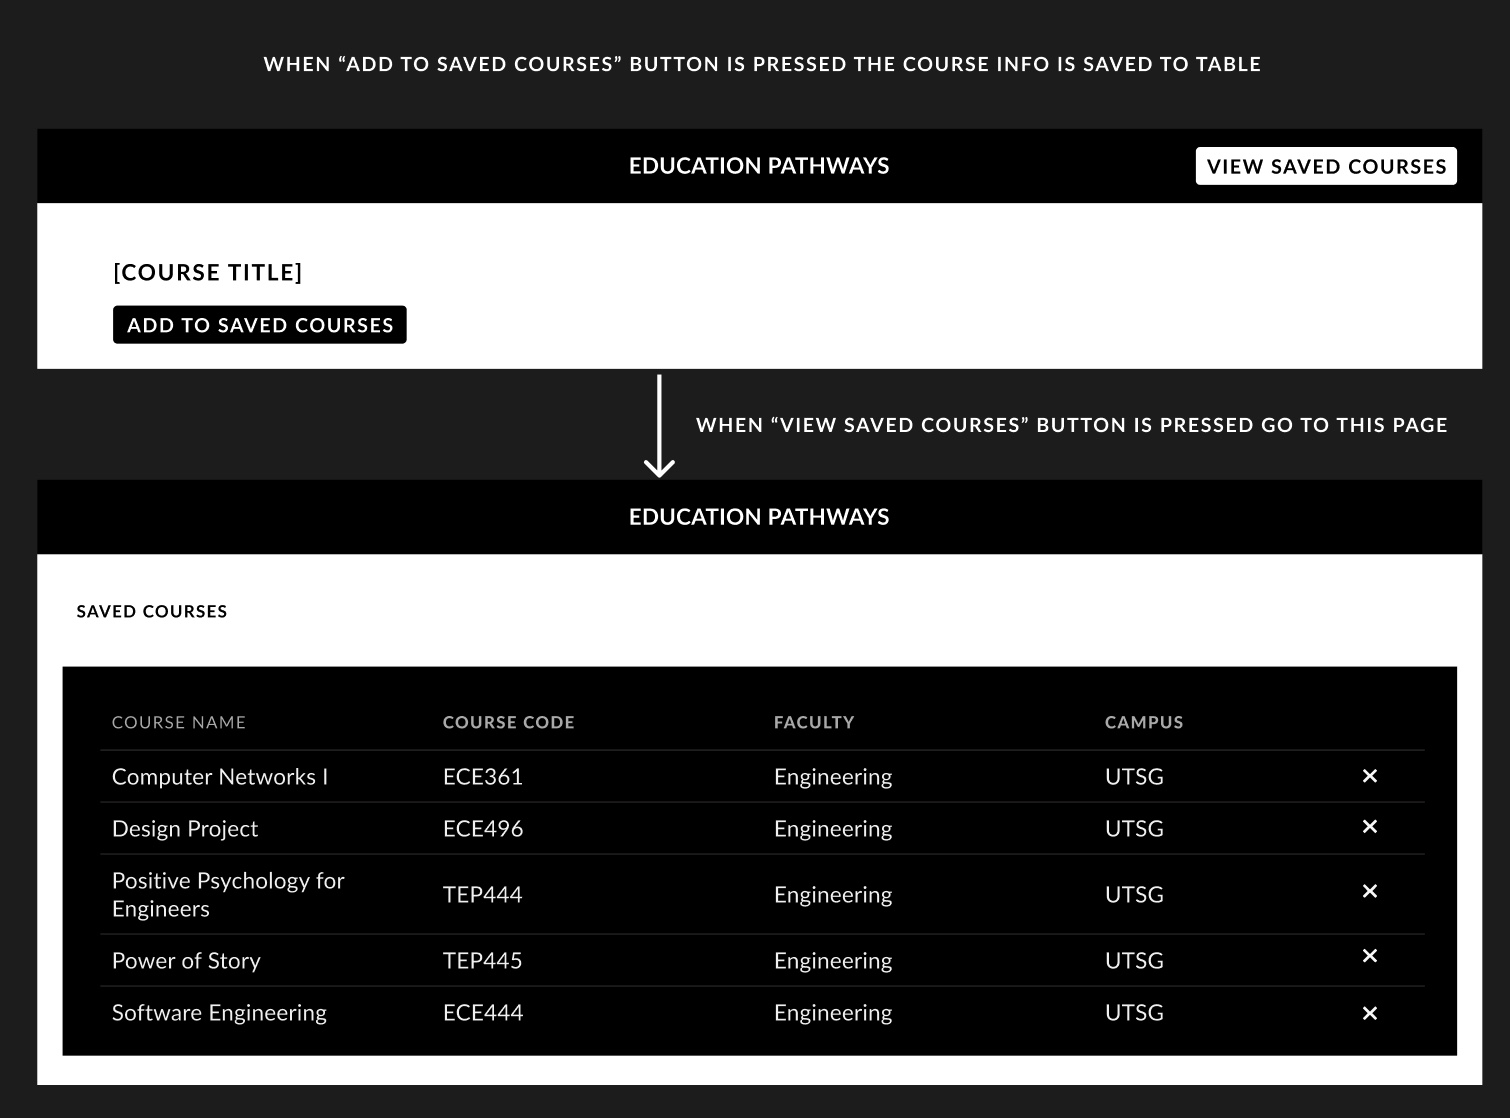 WHEN “ADD TO SAVED COURSES” BUTTON IS PRESSED THE COURSE INFO IS SAVED TO TABLE
EDUCATION PATHWAYS
VIEW SAVED COURSES
[COURSE TITLE]
ADD TO SAVED COURSES
WHEN “VIEW SAVED COURSES” BUTTON IS PRESSED GO TO THIS PAGE
EDUCATION PATHWAYS
SAVED COURSES
COURSE NAME COURSE CODE FACULTY CAMPUS
Computer Networks I ECE361 Engineering UTSG ✕
Design Project ECE496 Engineering UTSG ✕
Positive Psychology for
Engineers TEP444 Engineering UTSG ✕
Power of Story TEP445 Engineering UTSG ✕
Software Engineering ECE444 Engineering UTSG ✕